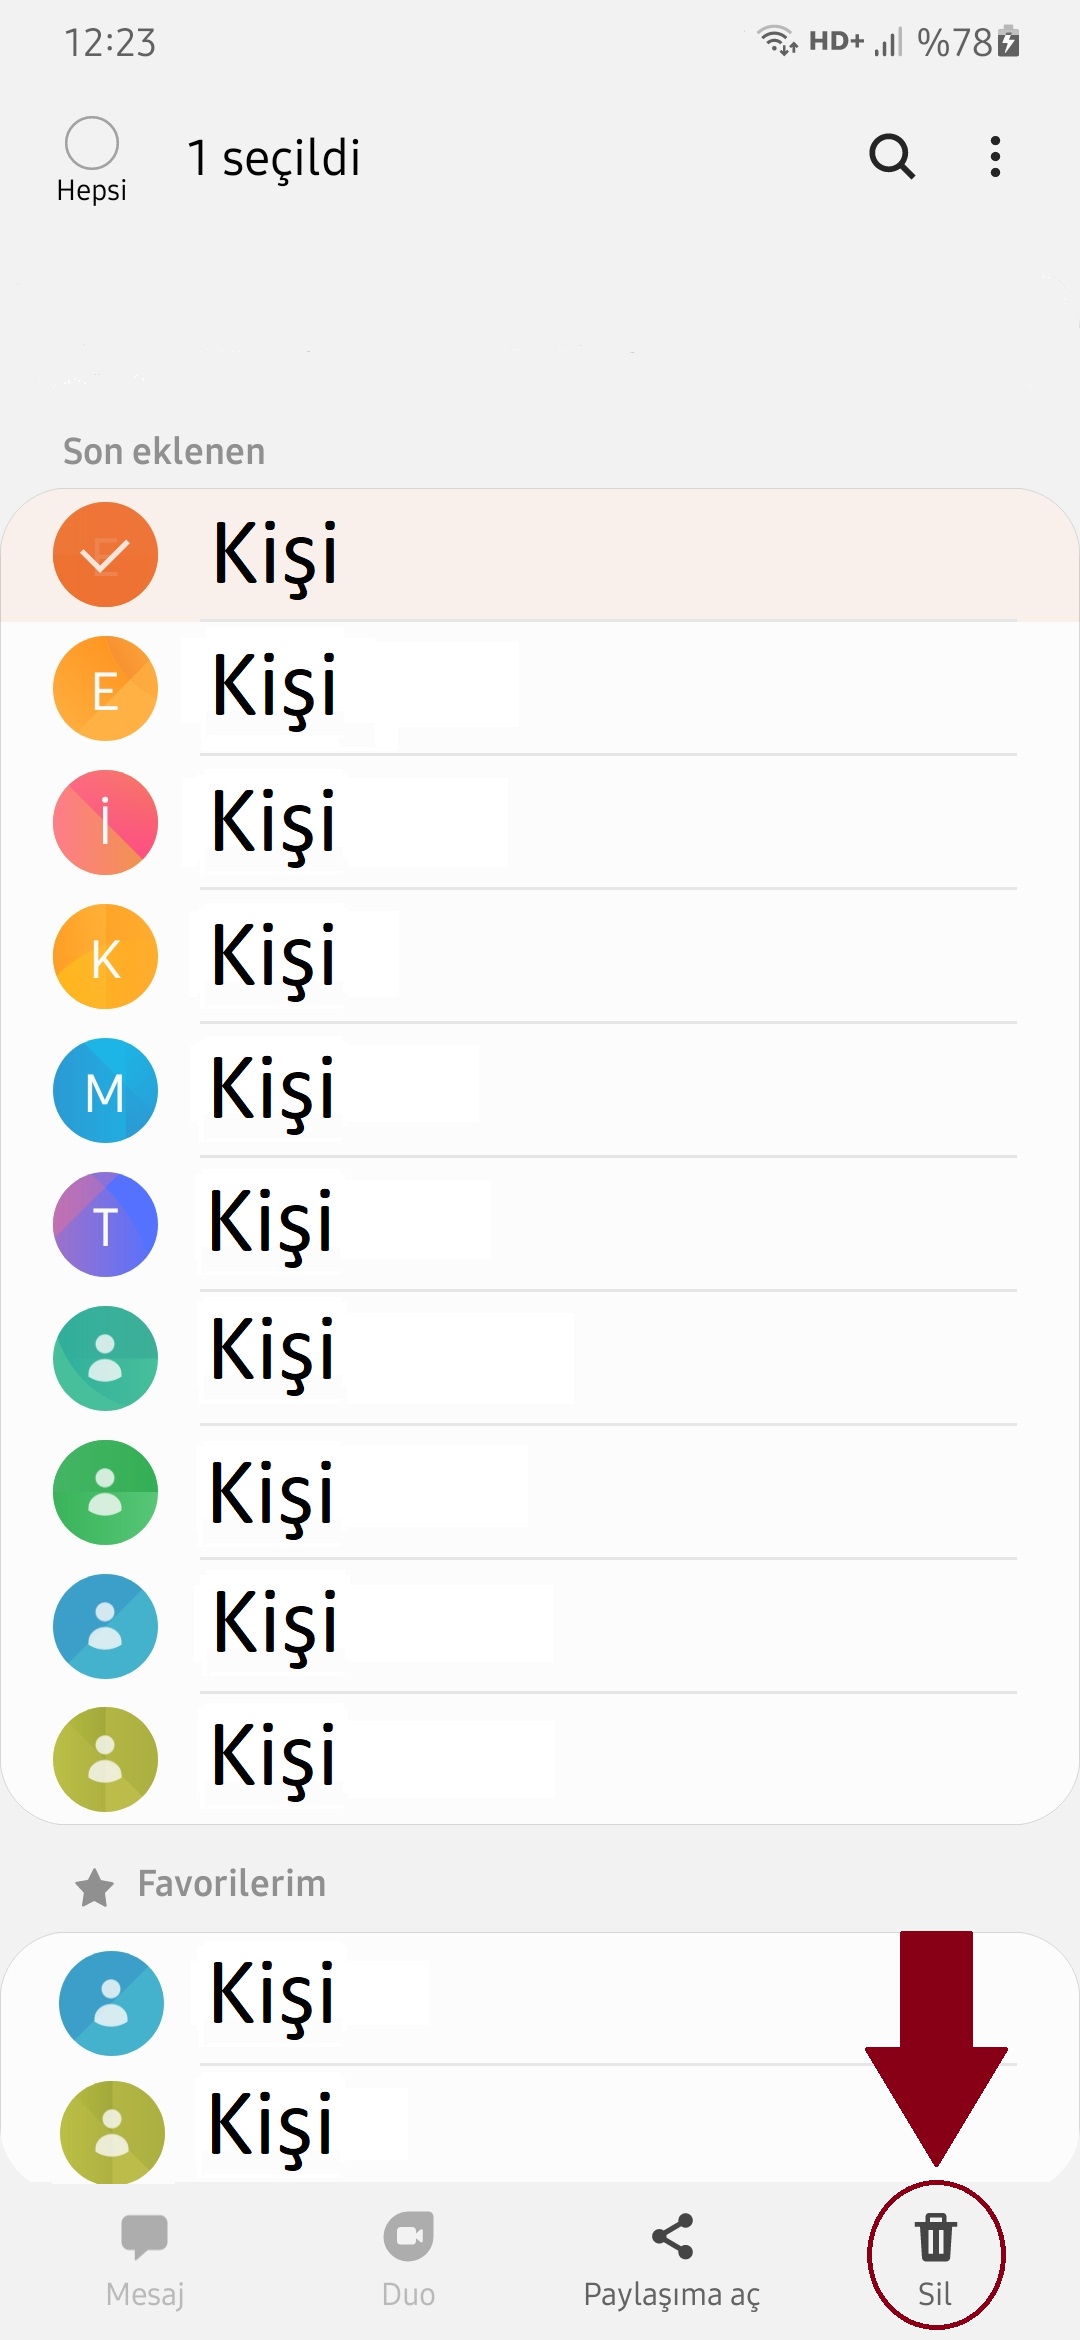 12:23 HD+ %78
Hepsi
1 seçildi
Son eklenen
Kişi
E Kişi
İ Kişi
K Kişi
M Kişi
T Kişi
Kişi
Kişi
Kişi
Kişi
Favorilerim
Kişi
Kişi
Mesaj Duo Paylaşıma aç Sil